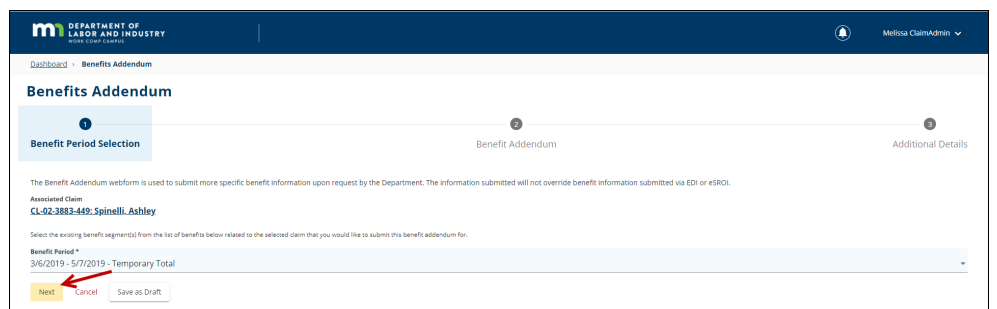 DEPARTMENT OF
LABOR AND INDUSTRY
WORK COMP CAMPUS
Melissa ClaimAdmin
Dashboard › Benefits Addendum
Benefits Addendum
1
2
3
Benefit Period Selection
Benefit Addendum
Additional Details
The Benefit Addendum webform is used to submit more specific benefit information upon request by the Department. The information submitted will not override benefit information submitted via EDI or eSROI.
Associated Claim
CL-02-3883-449: Spinelli, Ashley
Select the existing benefit segment(s) from the list of benefits below related to the selected claim that you would like to submit this benefit addendum for.
Benefit Period *
3/6/2019 - 5/7/2019 - Temporary Total
Next Cancel Save as Draft